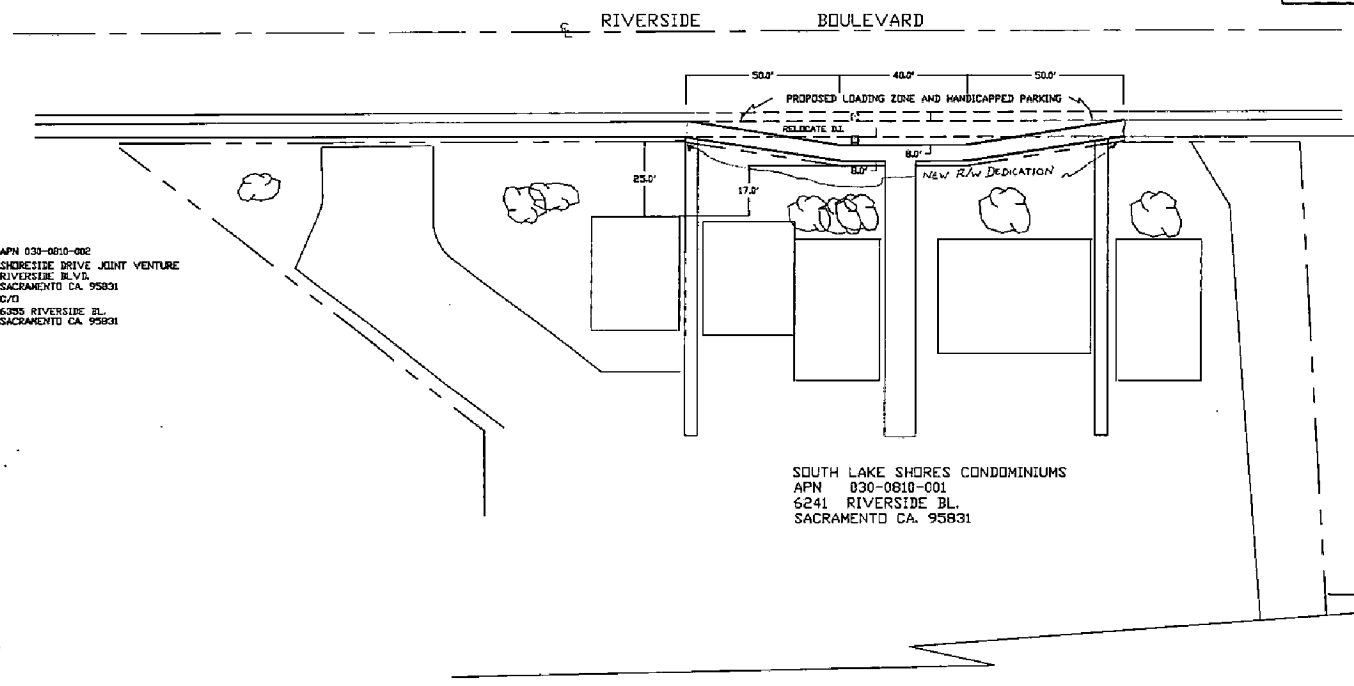 ℄ RIVERSIDE BOULEVARD
50.0' 40.0' 50.0'
PROPOSED LOADING ZONE AND HANDICAPPED PARKING
RELOCATE D.I.
8.0'
8.0'
NEW R/W DEDICATION
25.0'
17.0'
APN 030-0810-002
SHORESIDE DRIVE JOINT VENTURE
RIVERSIDE BLVD.
SACRAMENTO CA. 95831
C/O
6355 RIVERSIDE BL.
SACRAMENTO CA. 95831
SOUTH LAKE SHORES CONDOMINIUMS
APN 030-0810-001
6241 RIVERSIDE BL.
SACRAMENTO CA. 95831